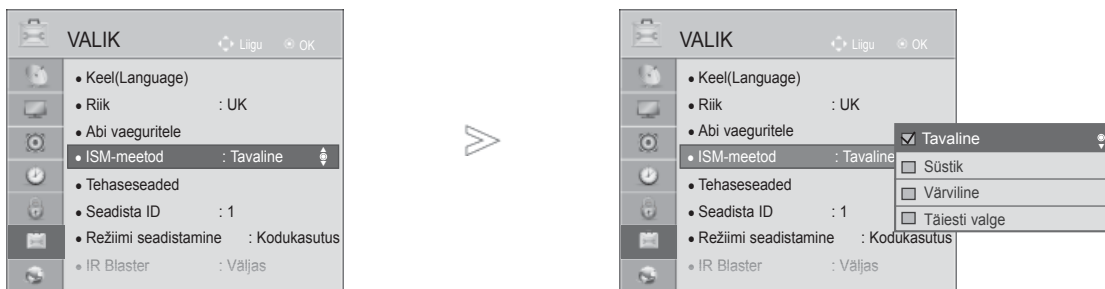 VALIK Liigu OK
• Keel(Language)
• Riik : UK
• Abi vaeguritele
• ISM-meetod : Tavaline
• Tehaseseaded
• Seadista ID : 1
• Režiimi seadistamine : Kodukasutus
• IR Blaster : Väljas
VALIK Liigu OK
• Keel(Language)
• Riik : UK
• Abi vaeguritele
• ISM-meetod : Tavaline
• Tehaseseaded
• Seadista ID : 1
• Režiimi seadistamine : Kodukasutus
• IR Blaster : Väljas
Tavaline
Süstik
Värviline
Täiesti valge